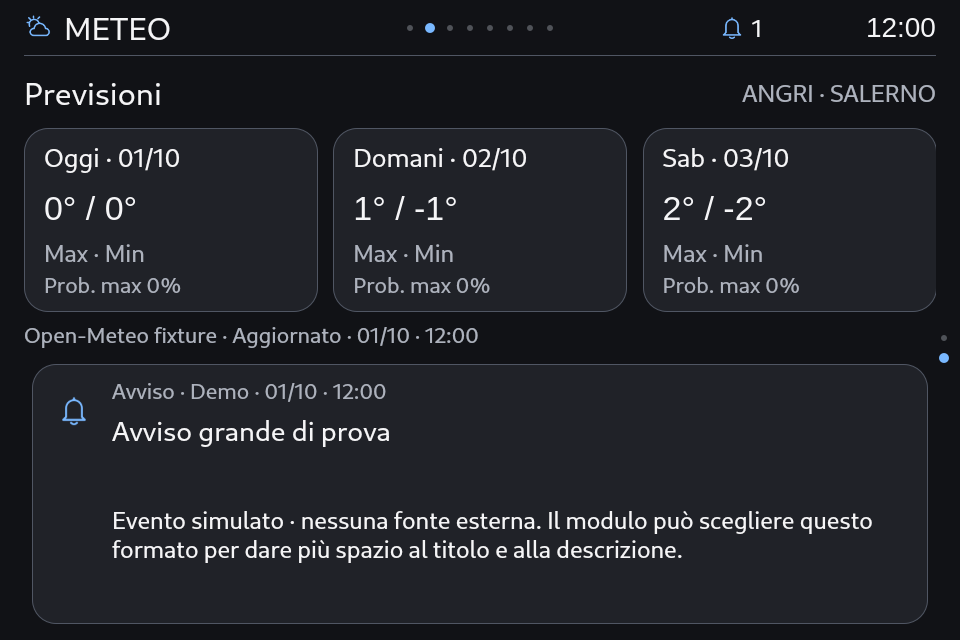 METEO
1
12:00
Previsioni
ANGRI · SALERNO
Oggi · 01/10
0° / 0°
Max · Min
Prob. max 0%
Domani · 02/10
1° / -1°
Max · Min
Prob. max 0%
Sab · 03/10
2° / -2°
Max · Min
Prob. max 0%
Open-Meteo fixture · Aggiornato · 01/10 · 12:00
Avviso · Demo · 01/10 · 12:00
Avviso grande di prova
Evento simulato · nessuna fonte esterna. Il modulo può scegliere questo
formato per dare più spazio al titolo e alla descrizione.